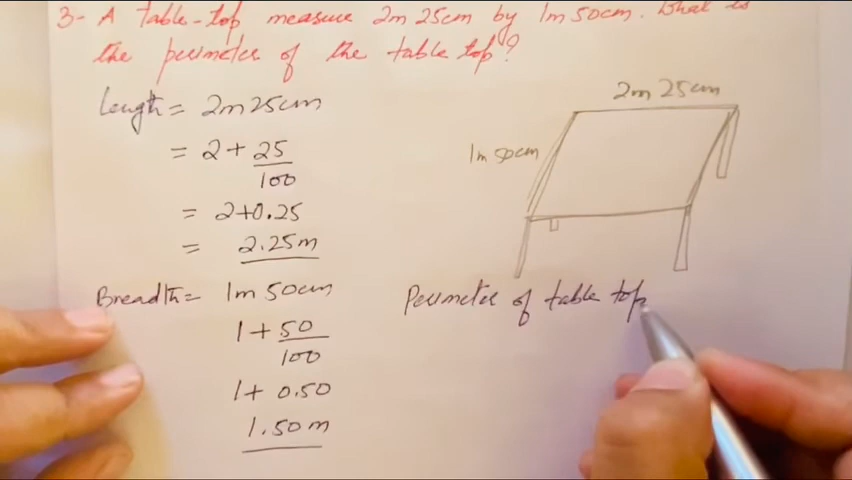 3- A table-top measure 2m 25cm by 1m 50cm. What is
the perimeter of the table top?
Length = 2m 25cm
= 2 + 25/100
= 2+0.25
= 2.25m
Breadth = 1m 50cm
1 + 50/100
1 + 0.50
1.50m
2m 25cm
1m 50cm
Perimeter of table top